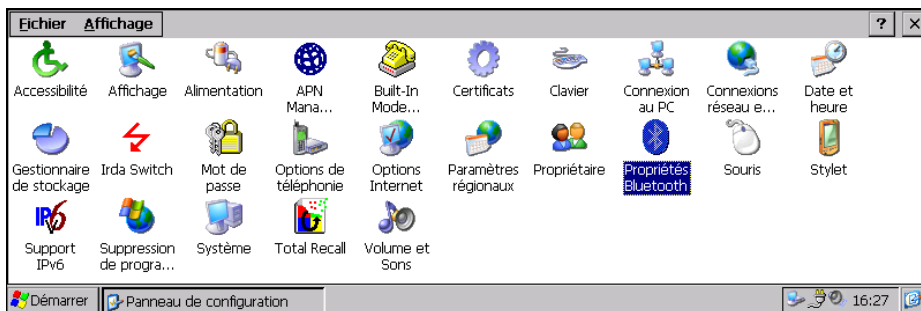 Fichier Affichage ? ×
Accessibilité Affichage Alimentation APN Mana... Built-In Mode... Certificats Clavier Connexion au PC Connexions réseau e... Date et heure
Gestionnaire de stockage Irda Switch Mot de passe Options de téléphonie Options Internet Paramètres régionaux Propriétaire Propriétés Bluetooth Souris Stylet
IPv6
Support IPv6 Suppression de progra... Système Total Recall Volume et Sons
Démarrer Panneau de configuration 16:27